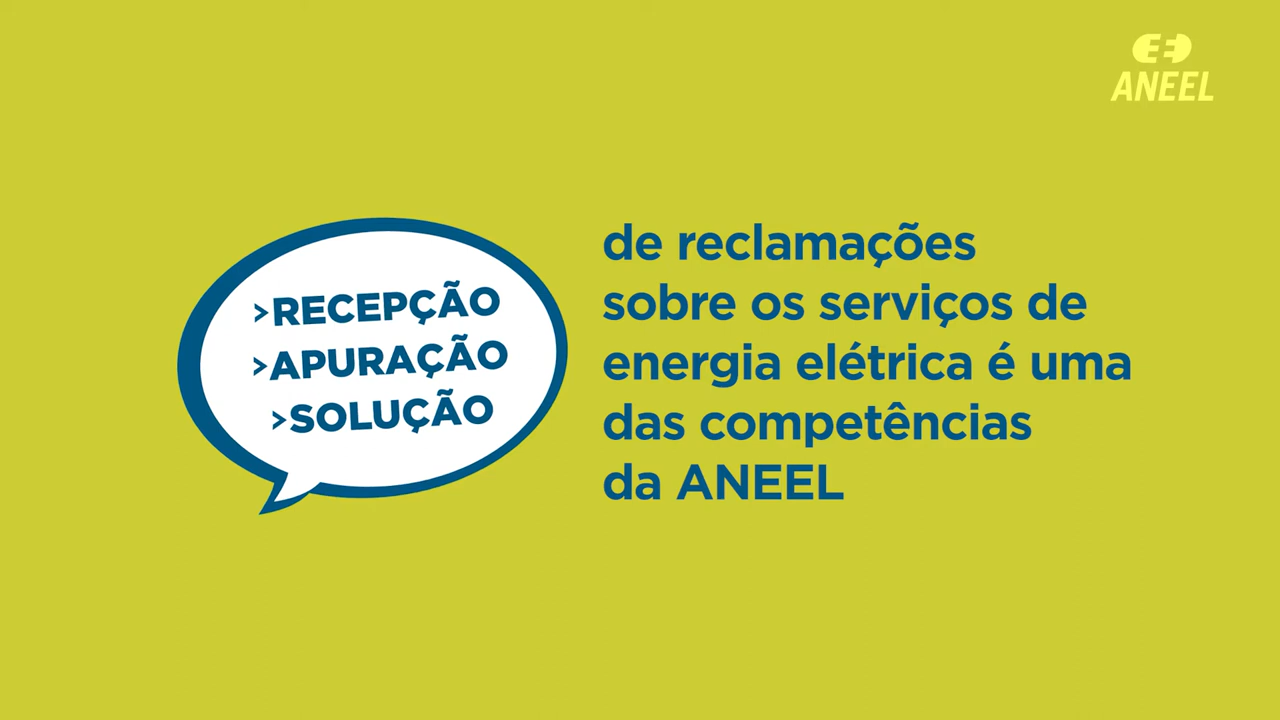 ANEEL
>RECEPÇÃO
>APURAÇÃO
>SOLUÇÃO
de reclamações
sobre os serviços de
energia elétrica é uma
das competências
da ANEEL